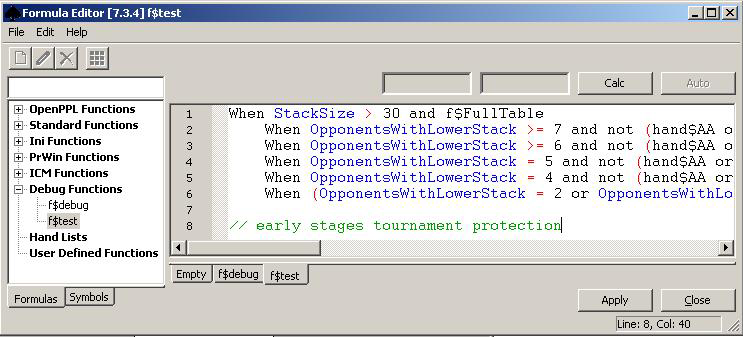 Formula Editor [7.3.4] f$test
File Edit Help
Calc Auto
OpenPPL Functions
Standard Functions
Ini Functions
PrWin Functions
ICM Functions
Debug Functions
f$debug
f$test
Hand Lists
User Defined Functions
Formulas Symbols
1 When StackSize > 30 and f$FullTable
2 When OpponentsWithLowerStack >= 7 and not (hand$AA o
3 When OpponentsWithLowerStack >= 6 and not (hand$AA o
4 When OpponentsWithLowerStack = 5 and not (hand$AA or
5 When OpponentsWithLowerStack = 4 and not (hand$AA or
6 When (OpponentsWithLowerStack = 2 or OpponentsWithLo
7
8 // early stages tournament protection
Empty f$debug f$test
Apply Close
Line: 8, Col: 40